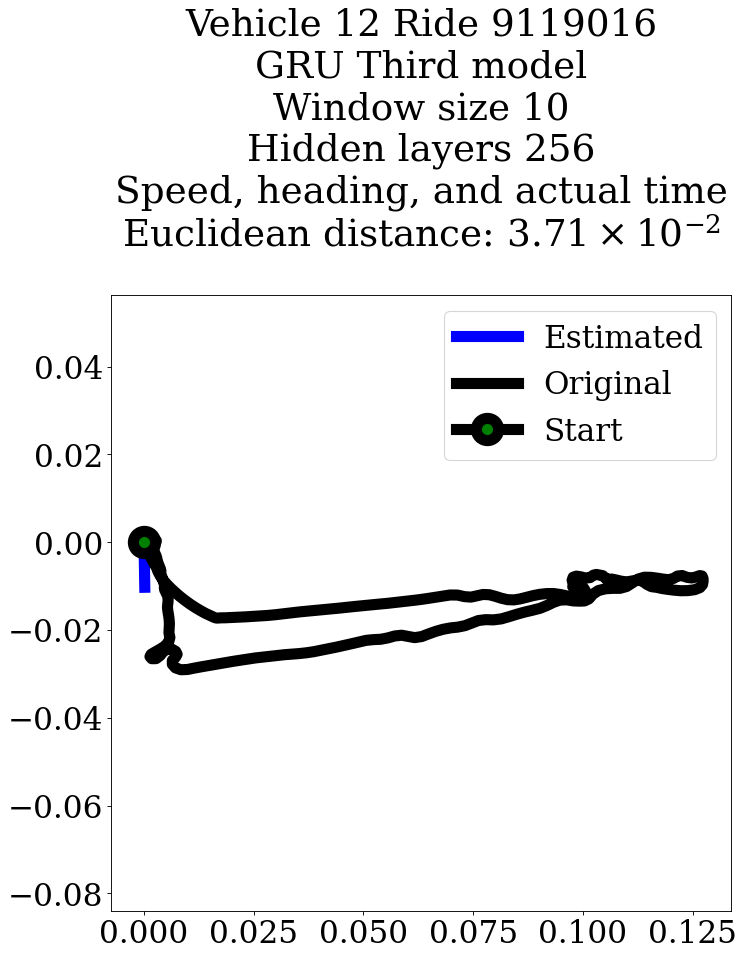 Vehicle 12 Ride 9119016
GRU Third model
Window size 10
Hidden layers 256
Speed, heading, and actual time
Euclidean distance: 3.71 × 10⁻²
Estimated
Original
Start
0.04
0.02
0.00
−0.02
−0.04
−0.06
−0.08
0.000 0.025 0.050 0.075 0.100 0.125